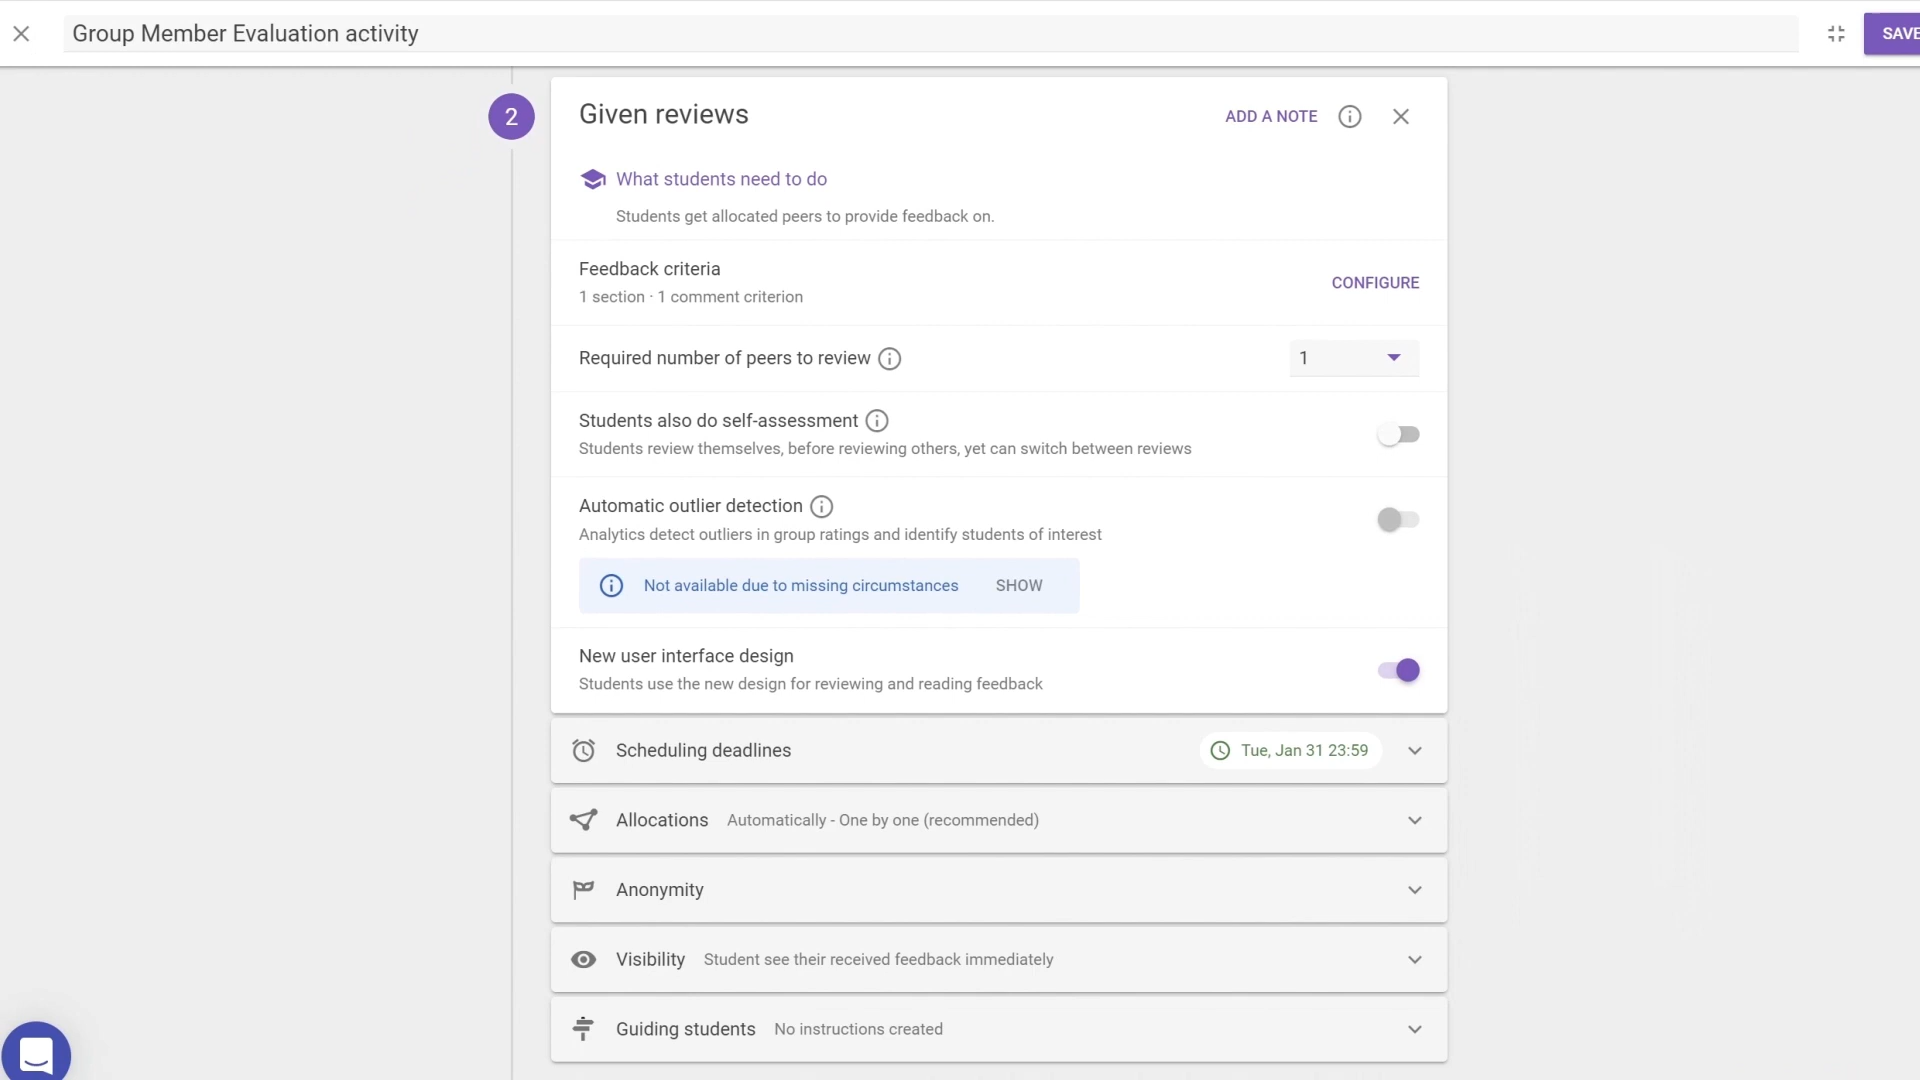 Group Member Evaluation activity
SAVE
2
Given reviews
ADD A NOTE
What students need to do
Students get allocated peers to provide feedback on.
Feedback criteria
1 section · 1 comment criterion
CONFIGURE
Required number of peers to review
1
Students also do self-assessment
Students review themselves, before reviewing others, yet can switch between reviews
Automatic outlier detection
Analytics detect outliers in group ratings and identify students of interest
Not available due to missing circumstances SHOW
New user interface design
Students use the new design for reviewing and reading feedback
Scheduling deadlines Tue, Jan 31 23:59
Allocations Automatically - One by one (recommended)
Anonymity
Visibility Student see their received feedback immediately
Guiding students No instructions created